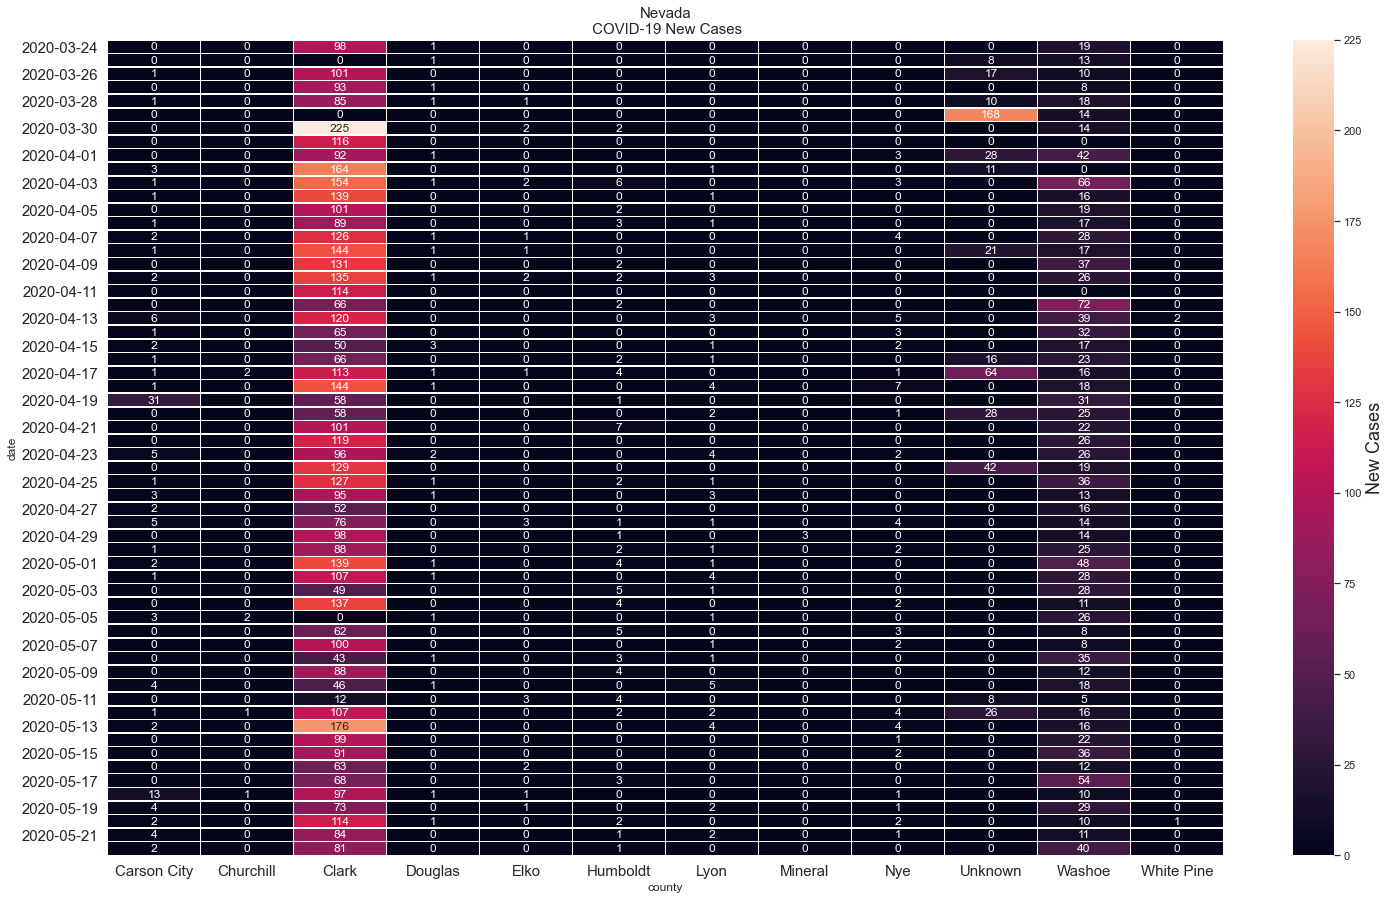 Nevada
COVID-19 New Cases
2020-03-24 0 0 98 1 0 0 0 0 0 0 19 0
0 0 0 1 0 0 0 0 0 8 13 0
2020-03-26 1 0 101 0 0 0 0 0 0 17 10 0
0 0 93 1 0 0 0 0 0 0 8 0
2020-03-28 1 0 85 1 1 0 0 0 0 10 18 0
0 0 0 0 0 0 0 0 0 168 14 0
2020-03-30 0 0 225 0 2 2 0 0 0 0 14 0
0 0 116 0 0 0 0 0 0 0 0 0
2020-04-01 0 0 92 1 0 0 0 0 3 28 42 0
3 0 164 0 0 0 1 0 0 11 0 0
2020-04-03 1 0 154 1 2 6 0 0 3 0 66 0
1 0 139 0 0 0 1 0 0 0 16 0
2020-04-05 0 0 101 0 0 2 0 0 0 0 19 0
1 0 89 0 0 3 1 0 0 0 17 0
2020-04-07 2 0 126 1 1 0 0 0 4 0 28 0
1 0 144 1 1 0 0 0 0 21 17 0
2020-04-09 0 0 131 0 0 2 0 0 0 0 37 0
2 0 135 1 2 2 3 0 0 0 26 0
2020-04-11 0 0 114 0 0 0 0 0 0 0 0 0
0 0 66 0 0 2 0 0 0 0 72 0
2020-04-13 6 0 120 0 0 0 3 0 5 0 39 2
1 0 65 0 0 0 0 0 3 0 32 0
2020-04-15 2 0 50 3 0 0 1 0 2 0 17 0
1 0 66 0 0 2 1 0 0 16 23 0
2020-04-17 1 2 113 1 1 4 0 0 1 64 16 0
1 0 144 1 0 0 4 0 7 0 18 0
2020-04-19 31 0 58 0 0 1 0 0 0 0 31 0
0 0 58 0 0 0 2 0 1 28 25 0
2020-04-21 0 0 101 0 0 7 0 0 0 0 22 0
0 0 119 0 0 0 0 0 0 0 26 0
2020-04-23 5 0 96 2 0 0 4 0 2 0 26 0
0 0 129 0 0 0 0 0 0 42 19 0
2020-04-25 1 0 127 1 0 2 1 0 0 0 36 0
3 0 95 1 0 0 3 0 0 0 13 0
2020-04-27 2 0 52 0 0 0 0 0 0 0 16 0
5 0 76 0 3 1 1 0 4 0 14 0
2020-04-29 0 0 98 0 0 1 0 3 0 0 14 0
1 0 88 0 0 2 1 0 2 0 25 0
2020-05-01 2 0 139 1 0 4 1 0 0 0 48 0
1 0 107 1 0 0 4 0 0 0 28 0
2020-05-03 0 0 49 0 0 5 1 0 0 0 28 0
0 0 137 0 0 4 0 0 2 0 11 0
2020-05-05 3 2 0 1 0 0 1 0 0 0 26 0
0 0 62 0 0 5 0 0 3 0 8 0
2020-05-07 0 0 100 0 0 0 1 0 2 0 8 0
0 0 43 1 0 3 1 0 0 0 35 0
2020-05-09 0 0 88 0 0 4 0 0 0 0 12 0
4 0 46 1 0 0 5 0 0 0 18 0
2020-05-11 0 0 12 0 3 4 0 0 0 8 5 0
1 1 107 0 0 2 2 0 4 26 16 0
2020-05-13 2 0 176 0 0 0 4 0 4 0 16 0
0 0 99 0 0 0 0 0 1 0 22 0
2020-05-15 0 0 91 0 0 0 0 0 2 0 36 0
0 0 63 0 2 0 0 0 0 0 12 0
2020-05-17 0 0 68 0 0 3 0 0 0 0 54 0
13 1 97 1 1 0 0 0 1 0 10 0
2020-05-19 4 0 73 0 1 0 2 0 1 0 29 0
2 0 114 1 0 2 0 0 2 0 10 1
2020-05-21 4 0 84 0 0 1 2 0 1 0 11 0
2 0 81 0 0 1 0 0 0 0 40 0
Carson City Churchill Clark Douglas Elko Humboldt Lyon Mineral Nye Unknown Washoe White Pine
county
date
225
200
175
150
125
100
75
50
25
0
New Cases